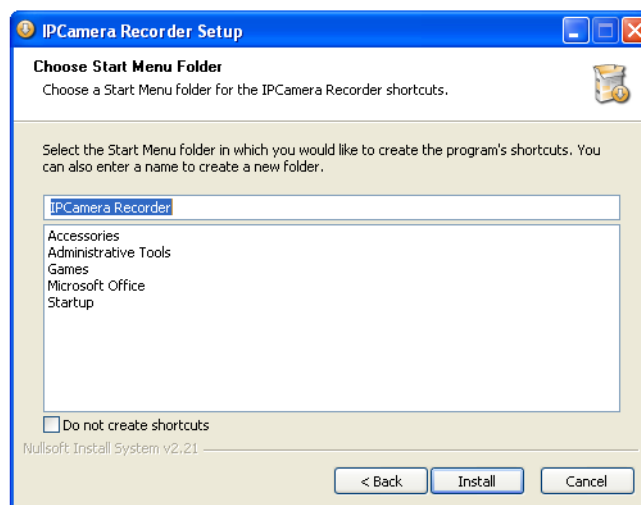 IPCamera Recorder Setup
Choose Start Menu Folder
Choose a Start Menu folder for the IPCamera Recorder shortcuts.
Select the Start Menu folder in which you would like to create the program's shortcuts. You
can also enter a name to create a new folder.
IPCamera Recorder
Accessories
Administrative Tools
Games
Microsoft Office
Startup
Do not create shortcuts
Nullsoft Install System v2.21
< Back Install Cancel